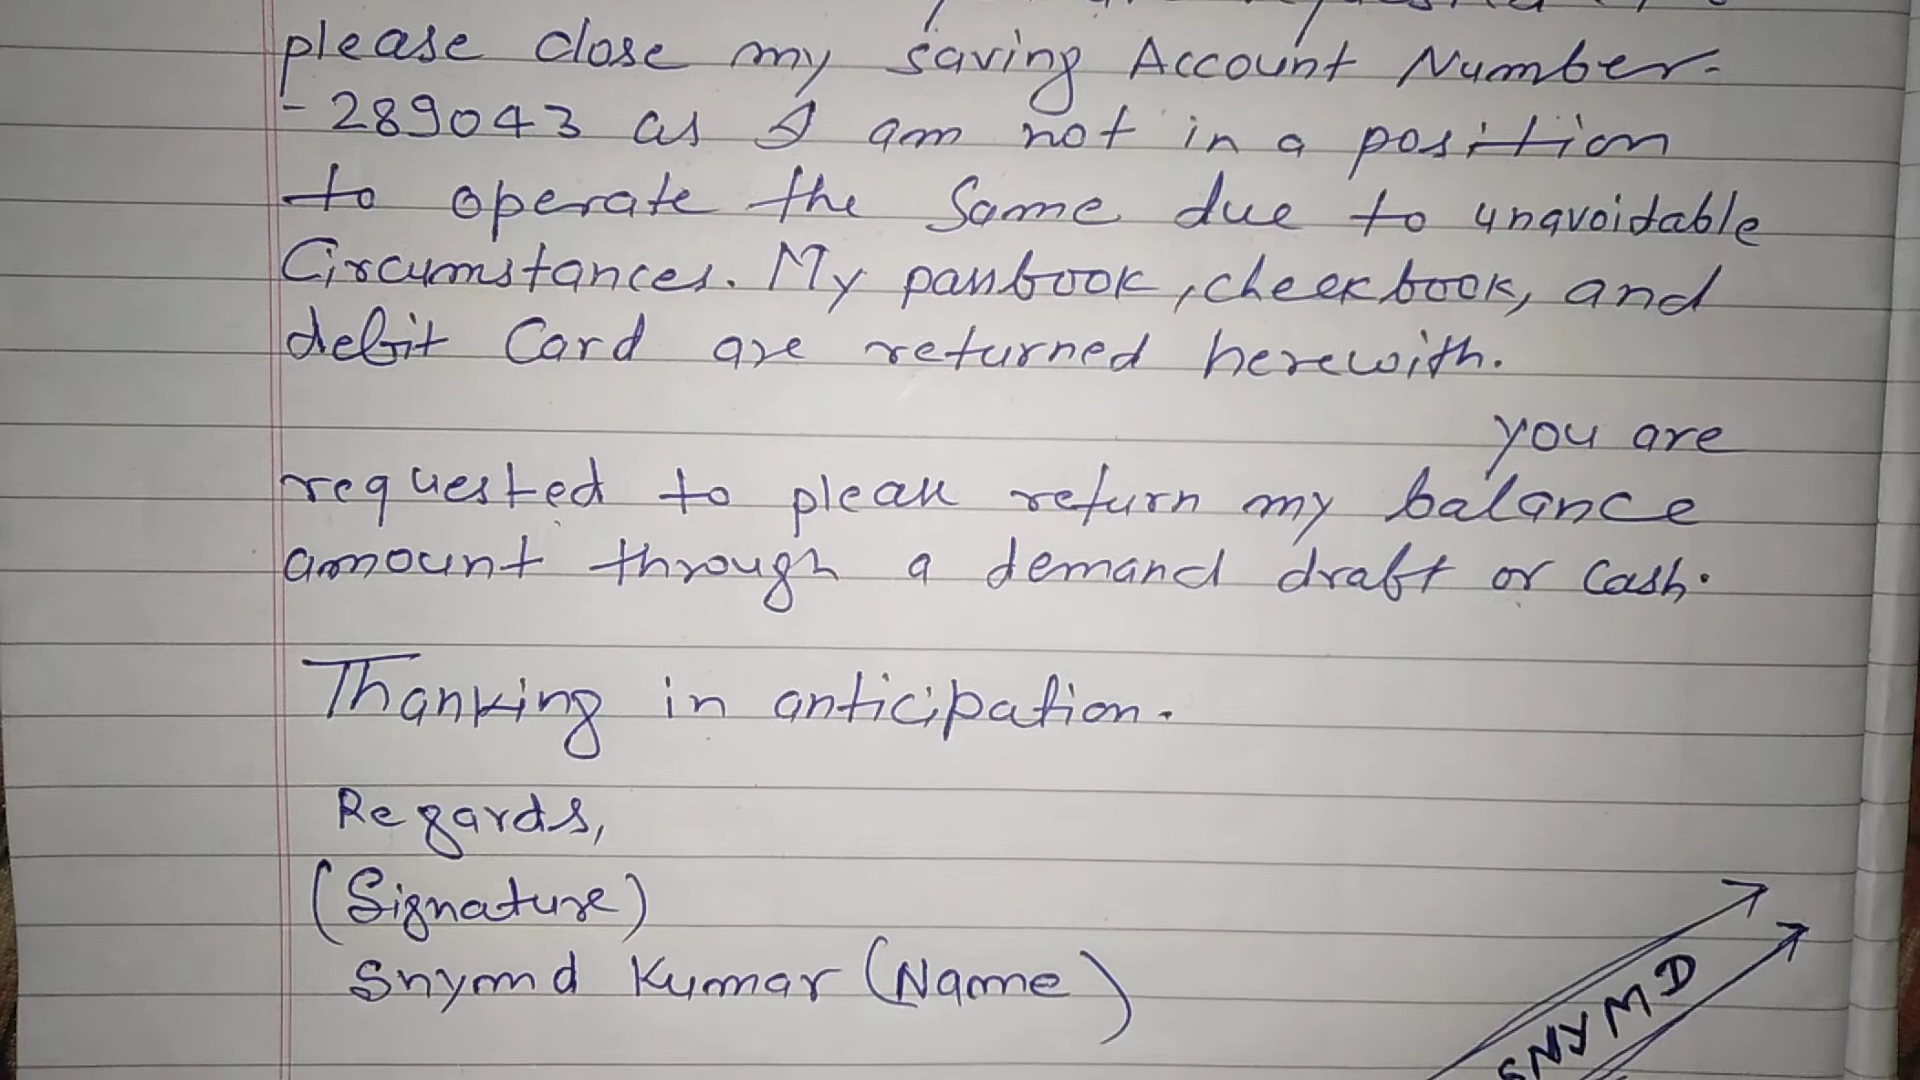 please close my saving Account Number-
- 289043 as I am not in a position
to operate the Same due to unavoidable
Circumstances. My passbook, cheekbook, and
debit Card are returned herewith.
you are
requested to please return my balance
amount through a demand draft or Cash.
Thanking in anticipation.
Regards,
(Signature)
Snymd Kumar (Name)
SNYMD